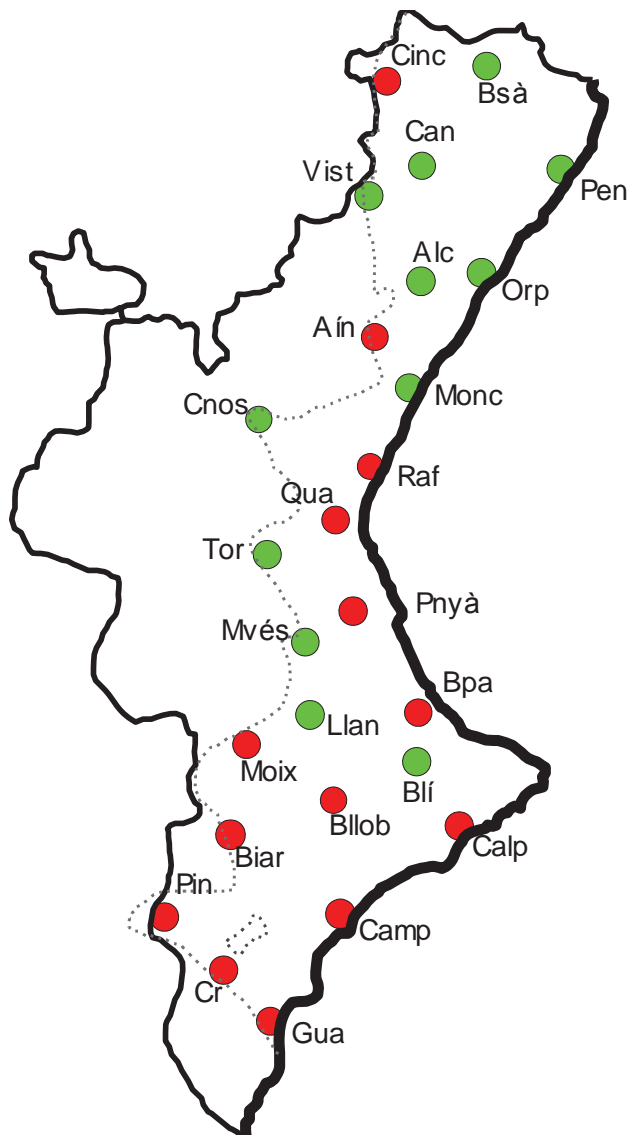 Cinc
Bsà
Can
Vist
Pen
Alc
Orp
Aín
Monc
Cnos
Raf
Qua
Tor
Pnyà
Mvés
Bpa
Llan
Moix
Blí
Bllob
Calp
Biar
Pin
Camp
Cr
Gua